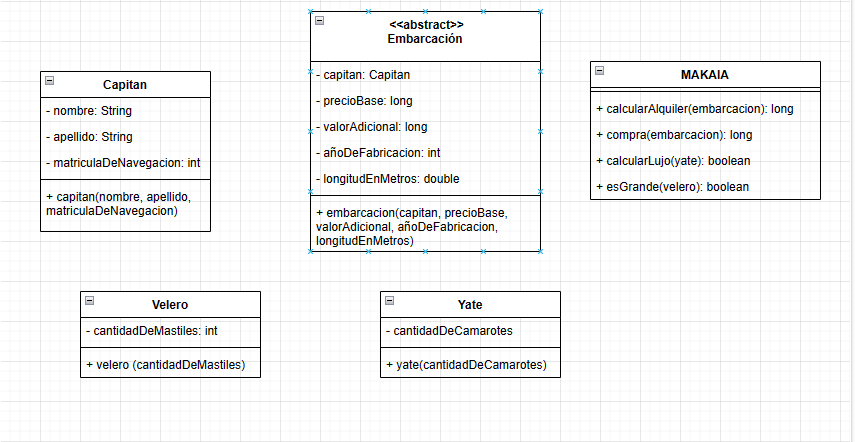 Capitan
- nombre: String
- apellido: String
- matriculaDeNavegacion: int
+ capitan(nombre, apellido,
matriculaDeNavegacion)
<<abstract>>
Embarcación
- capitan: Capitan
- precioBase: long
- valorAdicional: long
- añoDeFabricacion: int
- longitudEnMetros: double
+ embarcacion(capitan, precioBase,
valorAdicional, añoDeFabricacion,
longitudEnMetros)
MAKAIA
+ calcularAlquiler(embarcacion): long
+ compra(embarcacion): long
+ calcularLujo(yate): boolean
+ esGrande(velero): boolean
Velero
- cantidadDeMastiles: int
+ velero (cantidadDeMastiles)
Yate
- cantidadDeCamarotes
+ yate(cantidadDeCamarotes)